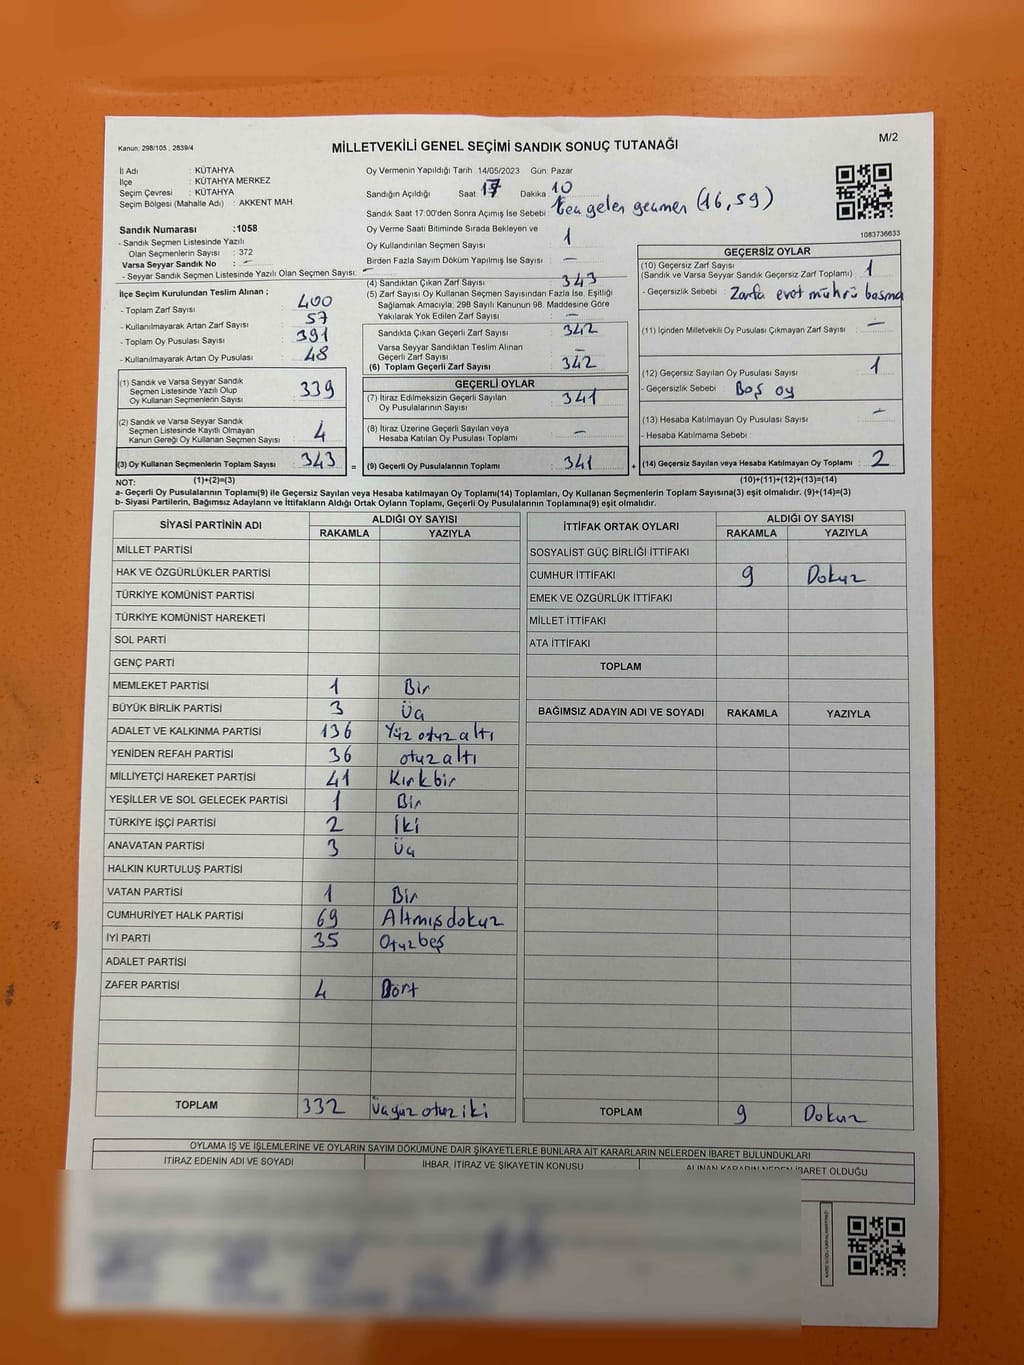 Kanun; 298/105 , 2839/4
MİLLETVEKİLİ GENEL SEÇİMİ SANDIK SONUÇ TUTANAĞI
M/2
İl Adı : KÜTAHYA
İlçe : KÜTAHYA MERKEZ
Seçim Çevresi : KÜTAHYA
Seçim Bölgesi (Mahalle Adı) : AKKENT MAH.
Sandık Numarası :1058
- Sandık Seçmen Listesinde Yazılı
Olan Seçmenlerin Sayısı : 372
Varsa Seyyar Sandık No : -
- Seyyar Sandık Seçmen Listesinde Yazılı Olan Seçmen Sayısı: -
Oy Vermenin Yapıldığı Tarih :14/05/2023 Gün: Pazar
Sandığın Açıldığı Saat: 17 Dakika: 10
Sandık Saat 17:00'den Sonra Açımış İse Sebebi: gelen seçmen (16,59)
Oy Verme Saati Bitiminde Sırada Bekleyen ve
Oy Kullandırılan Seçmen Sayısı : 1
Birden Fazla Sayım Döküm Yapılmış İse Sayısı : -
1083736633
İlçe Seçim Kurulundan Teslim Alınan ;
- Toplam Zarf Sayısı : 400
- Kullanılmayarak Artan Zarf Sayısı : 57
- Toplam Oy Pusulası Sayısı : 391
- Kullanılmayarak Artan Oy Pusulası : 48
(1) Sandık ve Varsa Seyyar Sandık
Seçmen Listesinde Yazılı Olup
Oy Kullanan Seçmenlerin Sayısı : 339
(2) Sandık ve Varsa Seyyar Sandık
Seçmen Listesinde Kayıtlı Olmayan
Kanun Gereği Oy Kullanan Seçmen Sayısı : 4
(3) Oy Kullanan Seçmenlerin Toplam Sayısı : 343 =
(4) Sandıktan Çıkan Zarf Sayısı : 343
(5) Zarf Sayısı Oy Kullanan Seçmen Sayısından Fazla İse, Eşitliği
Sağlamak Amacıyla, 298 Sayılı Kanunun 98. Maddesine Göre
Yakılarak Yok Edilen Zarf Sayısı : -
Sandıkta Çıkan Geçerli Zarf Sayısı : 342
Varsa Seyyar Sandıktan Teslim Alınan
Geçerli Zarf Sayısı : -
(6) Toplam Geçerli Zarf Sayısı : 342
GEÇERLİ OYLAR
(7) İtiraz Edilmeksizin Geçerli Sayılan
Oy Pusulalarının Sayısı : 341
(8) İtiraz Üzerine Geçerli Sayılan veya
Hesaba Katılan Oy Pusulası Toplamı : -
(9) Geçerli Oy Pusulalarının Toplamı : 341 +
GEÇERSİZ OYLAR
(10) Geçersiz Zarf Sayısı
(Sandık ve Varsa Seyyar Sandık Geçersiz Zarf Toplamı) : 1
- Geçersizlik Sebebi : Zarfa evet mührü basma
(11) İçinden Milletvekili Oy Pusulası Çıkmayan Zarf Sayısı : -
(12) Geçersiz Sayılan Oy Pusulası Sayısı : 1
- Geçersizlik Sebebi : Boş oy
(13) Hesaba Katılmayan Oy Pusulası Sayısı : -
- Hesaba Katılmama Sebebi :
(14) Geçersiz Sayılan veya Hesaba Katılmayan Oy Toplamı : 2
NOT: (1)+(2)=(3) (10)+(11)+(12)+(13)=(14)
a- Geçerli Oy Pusulalarının Toplamı(9) ile Geçersiz Sayılan veya Hesaba katılmayan Oy Toplamı(14) Toplamları, Oy Kullanan Seçmenlerin Toplam Sayısına(3) eşit olmalıdır. (9)+(14)=(3)
b- Siyasi Partilerin, Bağımsız Adayların ve İttifakların Aldığı Ortak Oyların Toplamı, Geçerli Oy Pusulalarının Toplamına(9) eşit olmalıdır.
SİYASİ PARTİNİN ADI ALDIĞI OY SAYISI
RAKAMLA YAZIYLA
MİLLET PARTİSİ
HAK VE ÖZGÜRLÜKLER PARTİSİ
TÜRKİYE KOMÜNİST PARTİSİ
TÜRKİYE KOMÜNİST HAREKETİ
SOL PARTİ
GENÇ PARTİ
MEMLEKET PARTİSİ 1 Bir
BÜYÜK BİRLİK PARTİSİ 3 Üç
ADALET VE KALKINMA PARTİSİ 136 Yüz otuz altı
YENİDEN REFAH PARTİSİ 36 otuz altı
MİLLİYETÇİ HAREKET PARTİSİ 41 Kırkbir
YEŞİLLER VE SOL GELECEK PARTİSİ 1 Bir
TÜRKİYE İŞÇİ PARTİSİ 2 İki
ANAVATAN PARTİSİ 3 Üç
HALKIN KURTULUŞ PARTİSİ
VATAN PARTİSİ 1 Bir
CUMHURİYET HALK PARTİSİ 69 Altmışdokuz
İYİ PARTİ 35 Otuzbeş
ADALET PARTİSİ
ZAFER PARTİSİ 4 Dört
TOPLAM 332 Üçyüz otuz iki
İTTİFAK ORTAK OYLARI ALDIĞI OY SAYISI
RAKAMLA YAZIYLA
SOSYALİST GÜÇ BİRLİĞİ İTTİFAKI
CUMHUR İTTİFAKI 9 Dokuz
EMEK VE ÖZGÜRLÜK İTTİFAKI
MİLLET İTTİFAKI
ATA İTTİFAKI
TOPLAM
BAĞIMSIZ ADAYIN ADI VE SOYADI RAKAMLA YAZIYLA
TOPLAM 9 Dokuz
OYLAMA İŞ VE İŞLEMLERİNE VE OYLARIN SAYIM DÖKÜMÜNE DAİR ŞİKAYETLERLE BUNLARA AİT KARARLARIN NELERDEN İBARET BULUNDUKLARI
İTİRAZ EDENİN ADI VE SOYADI İHBAR, İTİRAZ VE ŞİKAYETİN KONUSU ALINAN KARARIN NEDEN İBARET OLDUĞU